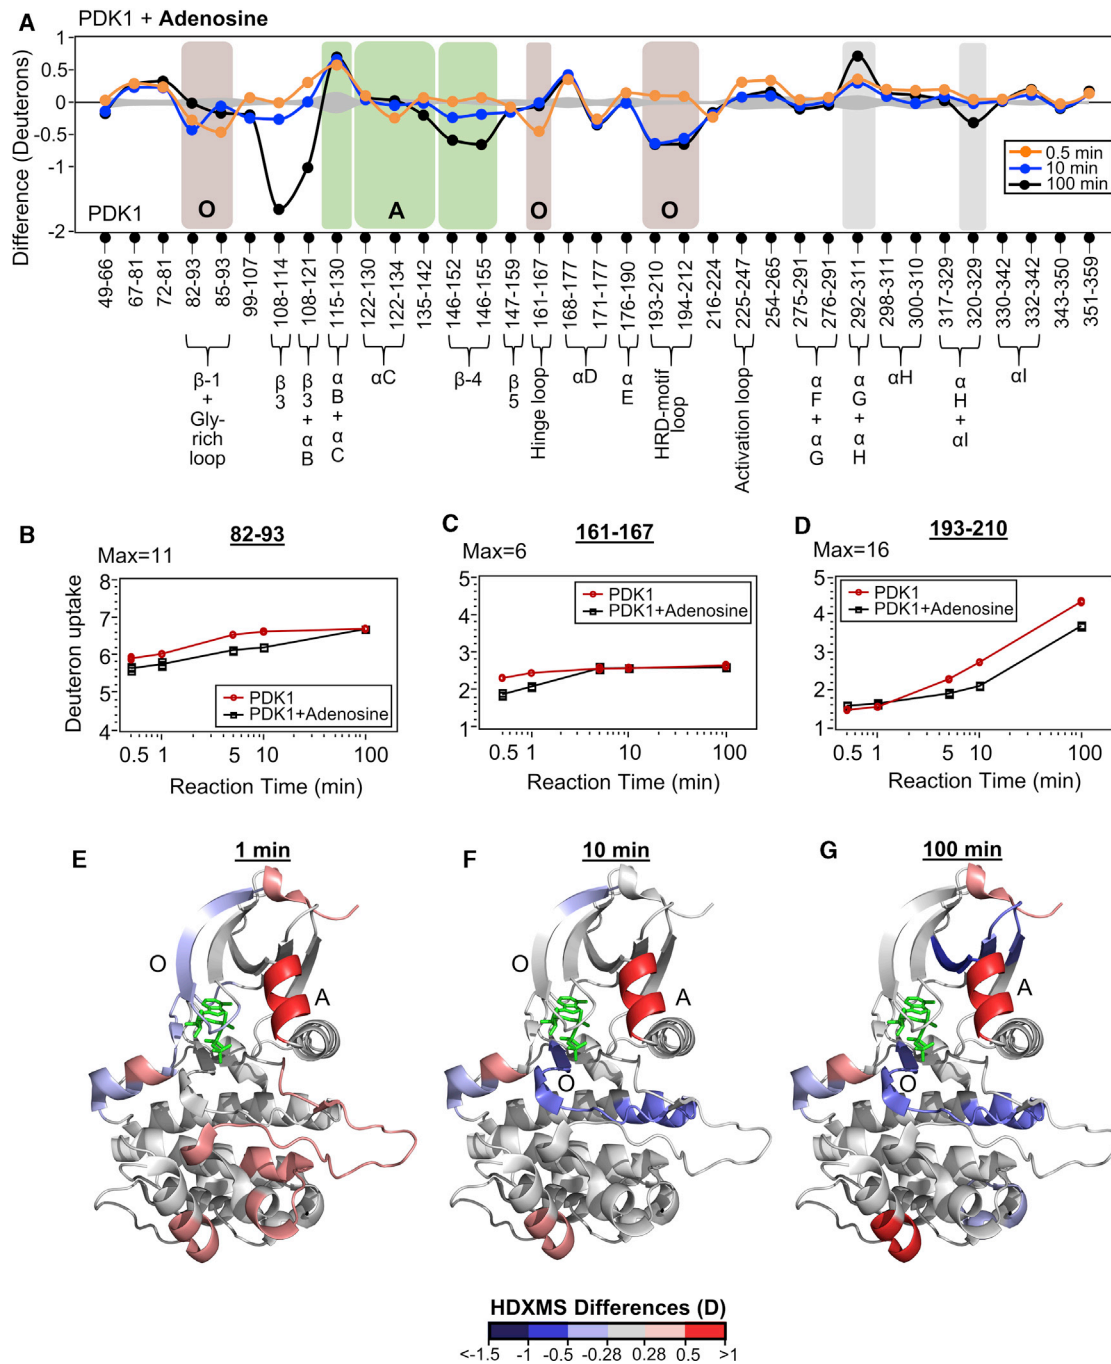 A PDK1 + Adenosine
Difference (Deuterons)
1
0.5
0
-0.5
-1
-2
PDK1
O
A
O
O
0.5 min
10 min
100 min
49-66
67-81
72-81
82-93
85-93
99-107
108-114
108-121
115-130
122-130
122-134
135-142
146-152
146-155
147-159
161-167
168-177
171-177
176-190
193-210
194-212
216-224
225-247
254-265
275-291
276-291
292-311
298-311
300-310
317-329
320-329
330-342
332-342
343-350
351-359
β-1
+
Gly-
rich
loop
β
3
β
3
+
α
B
α
B
+
α
C
αC
β-4
β
5
Hinge loop
αD
α
E
HRD-motif
loop
Activation loop
α
F
+
α
G
α
G
+
α
H
αH
α
H
+
αI
αI
B
82-93
Max=11
Deuteron uptake
8
7
6
5
4
PDK1
PDK1+Adenosine
0.5 1 5 10 100
Reaction Time (min)
C
161-167
Max=6
5
4
3
2
1
PDK1
PDK1+Adenosine
0.5 1 5 10 100
Reaction Time (min)
D
193-210
Max=16
5
4
3
2
1
PDK1
PDK1+Adenosine
0.5 1 5 10 100
Reaction Time (min)
E
1 min
O
A
F
10 min
O
A
O
G
100 min
A
O
HDXMS Differences (D)
<-1.5 -1 -0.5 -0.28 0.28 0.5 >1